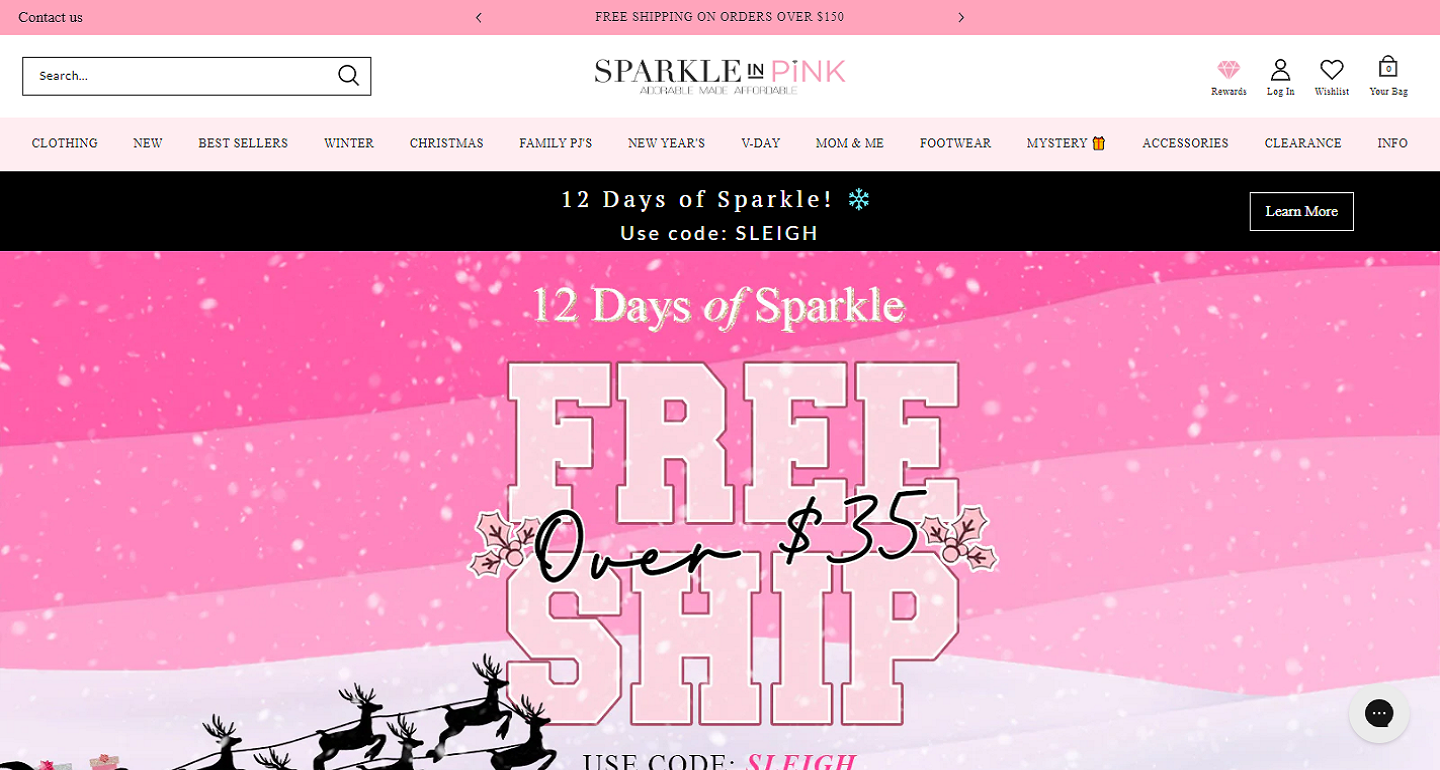 Contact us
FREE SHIPPING ON ORDERS OVER $150
Search...
SPARKLE IN PINK
ADORABLE MADE AFFORDABLE
Rewards
Log In
Wishlist
0
Your Bag
CLOTHING NEW BEST SELLERS WINTER CHRISTMAS FAMILY PJ'S NEW YEAR'S V-DAY MOM & ME FOOTWEAR MYSTERY 🎁 ACCESSORIES CLEARANCE INFO
12 Days of Sparkle! ❄️
Use code: SLEIGH
Learn More
12 Days of Sparkle
FREE
Over $35
SHIP
USE CODE: SLEIGH